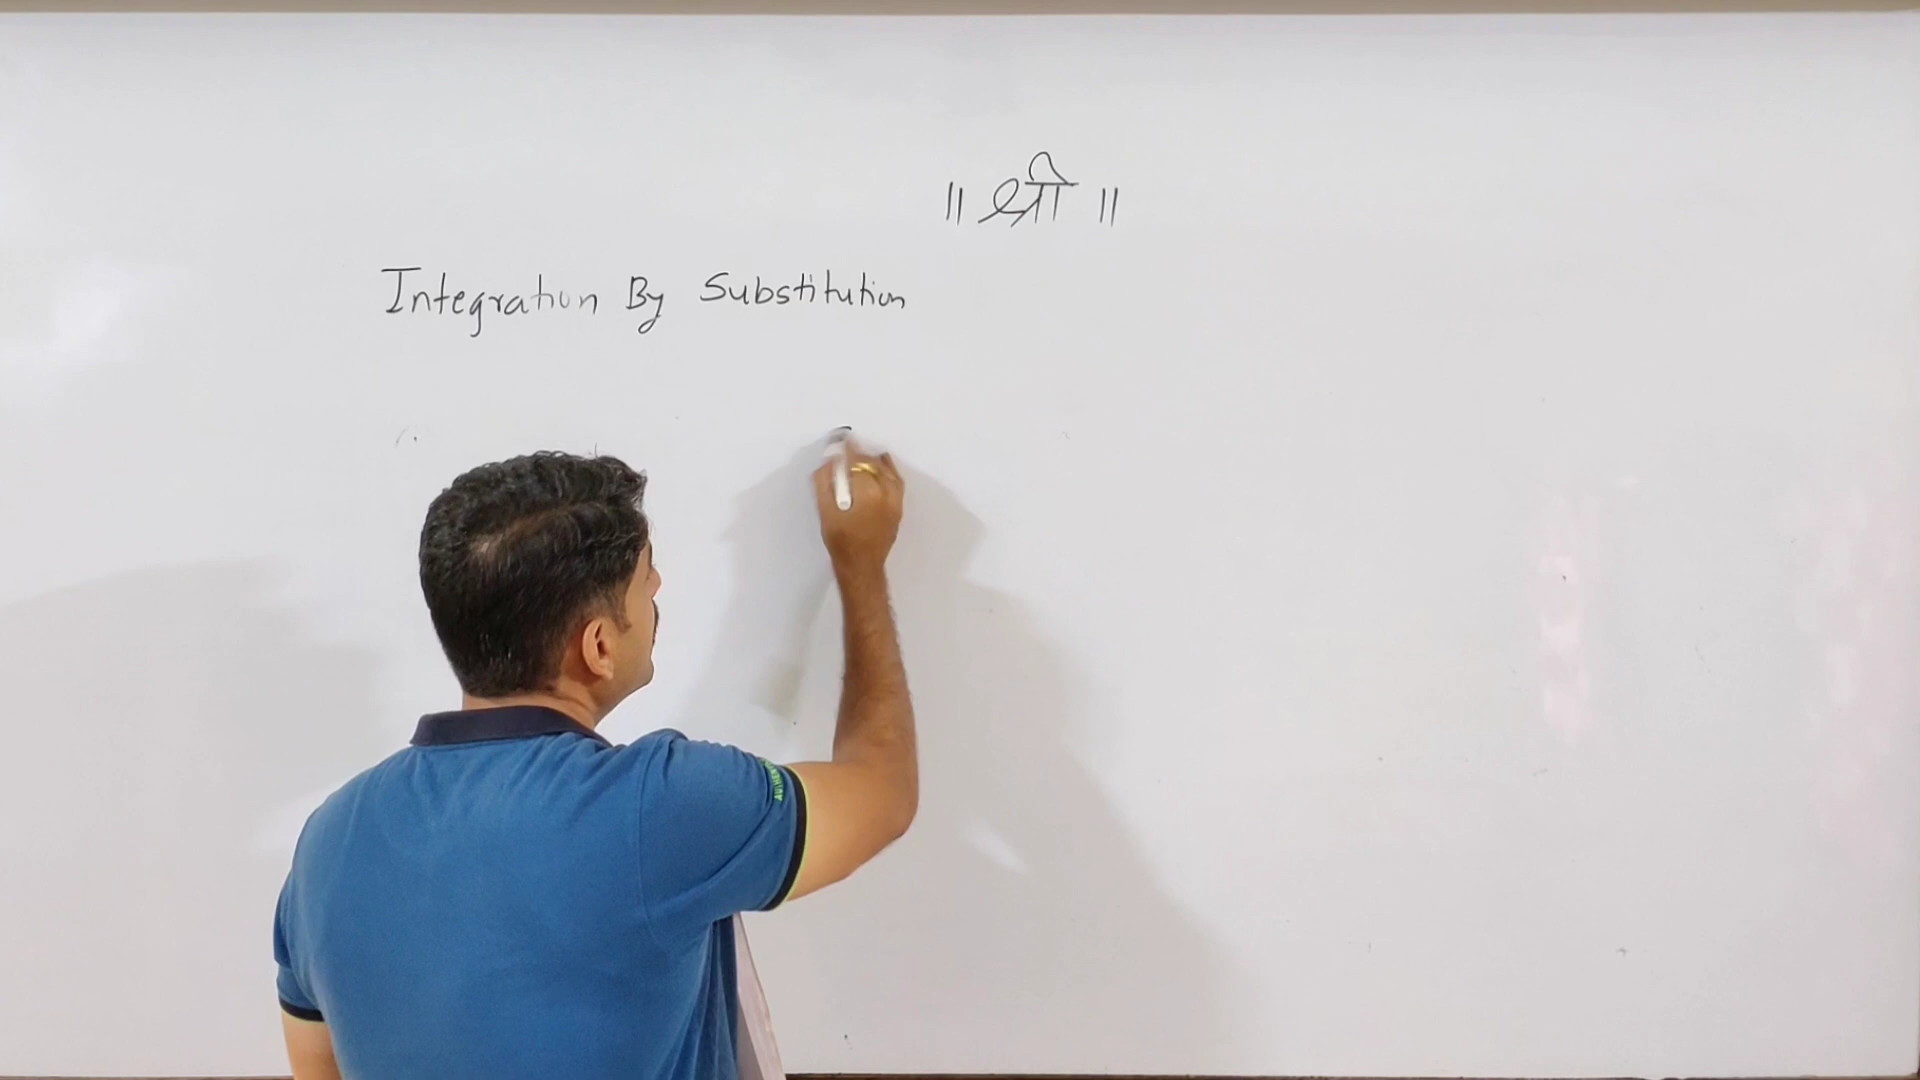 ॥ श्री ॥
Integration By Substitution